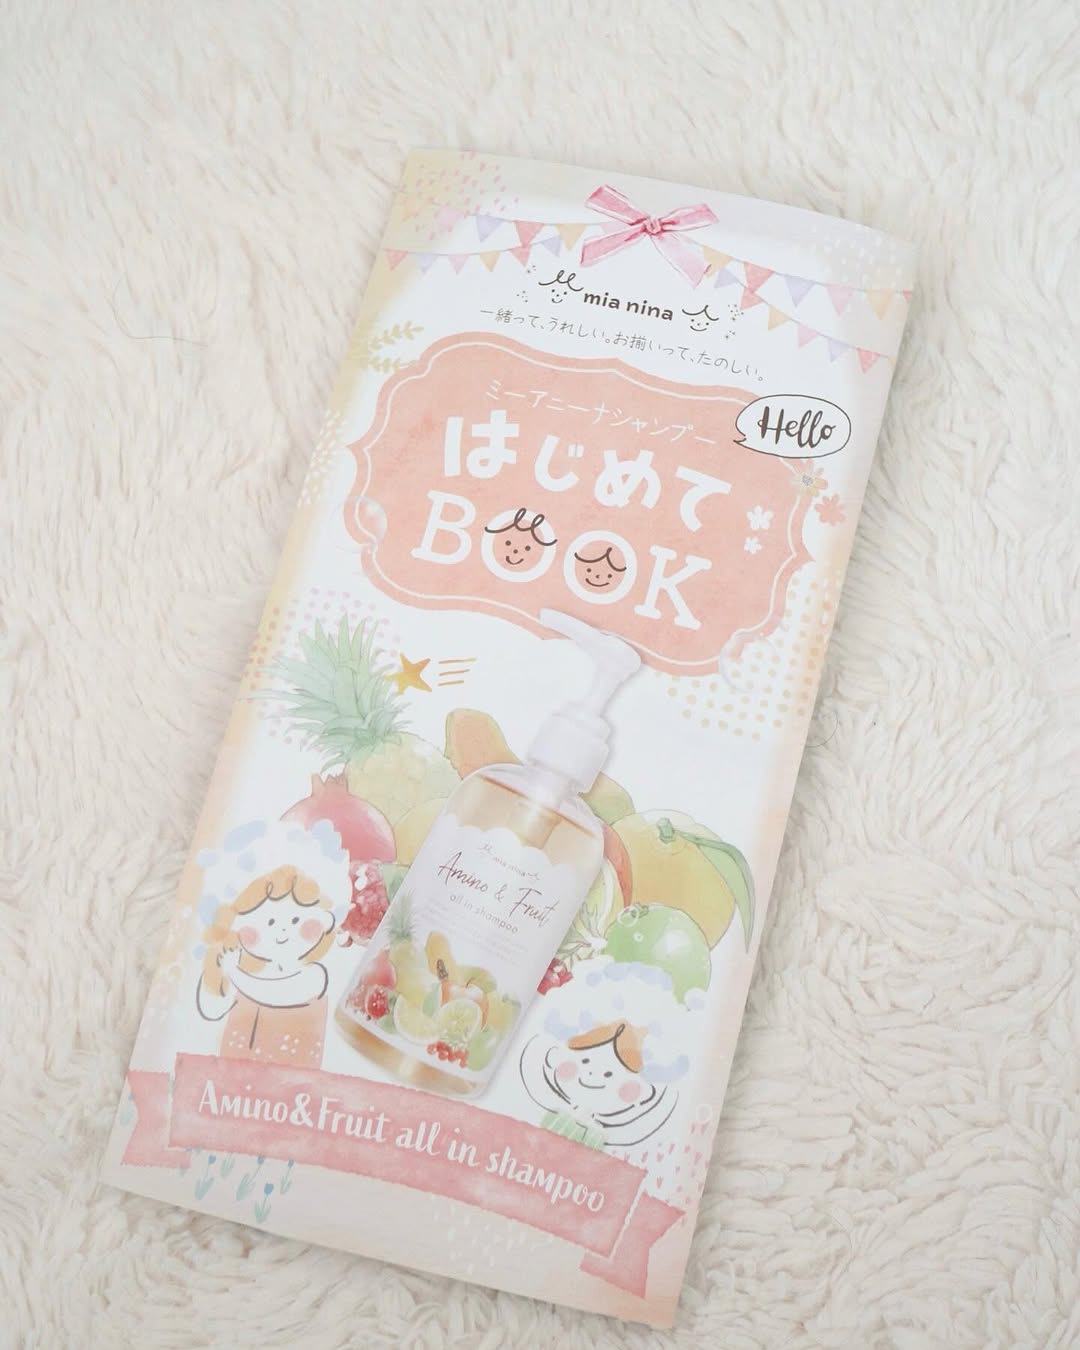 mia nina
一緒って、うれしい。お揃いって、たのしい。
ミーアニーナシャンプー
Hello
はじめて
BOOK
mia nina
Amino & Fruit
all in shampoo
Amino&Fruit all in shampoo